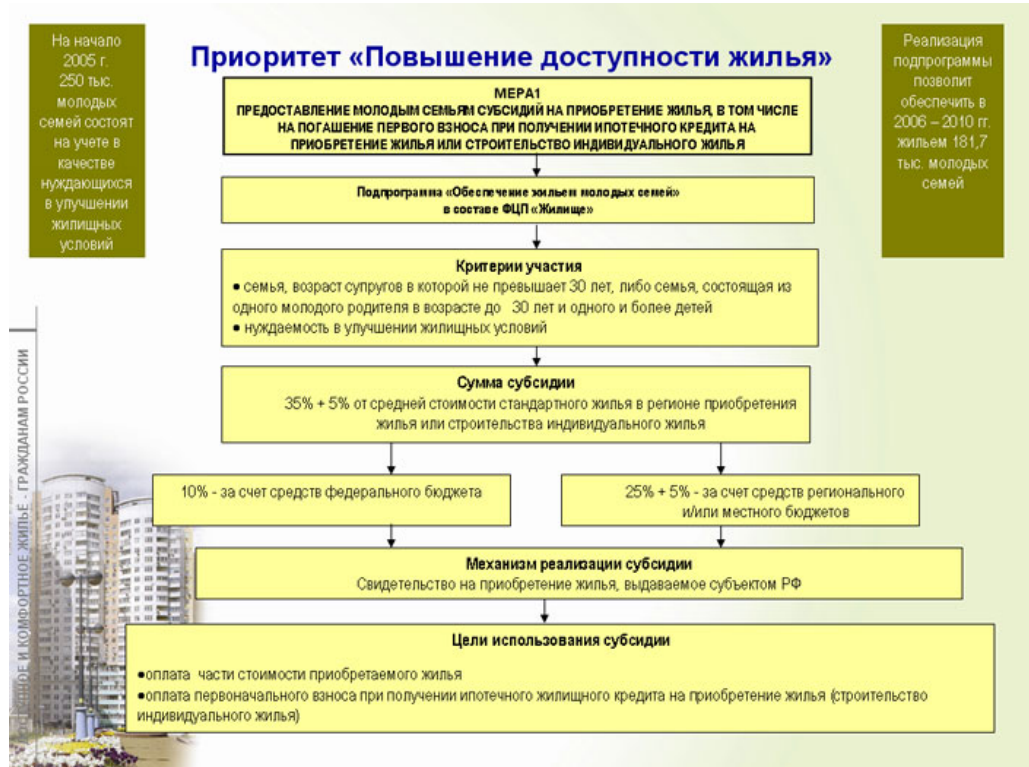 На начало
2005 г.
250 тыс.
молодых
семей состоят
на учете в
качестве
нуждающихся
в улучшении
жилищных
условий
Приоритет «Повышение доступности жилья»
Реализация
подпрограммы
позволит
обеспечить в
2006 – 2010 гг.
жильем 181,7
тыс. молодых
семей
МЕРА1
ПРЕДОСТАВЛЕНИЕ МОЛОДЫМ СЕМЬЯМ СУБСИДИЙ НА ПРИОБРЕТЕНИЕ ЖИЛЬЯ, В ТОМ ЧИСЛЕ
НА ПОГАШЕНИЕ ПЕРВОГО ВЗНОСА ПРИ ПОЛУЧЕНИИ ИПОТЕЧНОГО КРЕДИТА НА
ПРИОБРЕТЕНИЕ ЖИЛЬЯ ИЛИ СТРОИТЕЛЬСТВО ИНДИВИДУАЛЬНОГО ЖИЛЬЯ
Подпрограмма «Обеспечение жильем молодых семей»
в составе ФЦП «Жилище»
Критерии участия
● семья, возраст супругов в которой не превышает 30 лет, либо семья, состоящая из
одного молодого родителя в возрасте до 30 лет и одного и более детей
● нуждаемость в улучшении жилищных условий
Сумма субсидии
35% + 5% от средней стоимости стандартного жилья в регионе приобретения
жилья или строительства индивидуального жилья
10% - за счет средств федерального бюджета
25% + 5% - за счет средств регионального
и/или местного бюджетов
Механизм реализации субсидии
Свидетельство на приобретение жилья, выдаваемое субъектом РФ
Цели использования субсидии
●оплата части стоимости приобретаемого жилья
●оплата первоначального взноса при получении ипотечного жилищного кредита на приобретение жилья (строительство
индивидуального жилья)
И КОМФОРТНОЕ ЖИЛЬЕ - ГРАЖДАНАМ РОССИИ